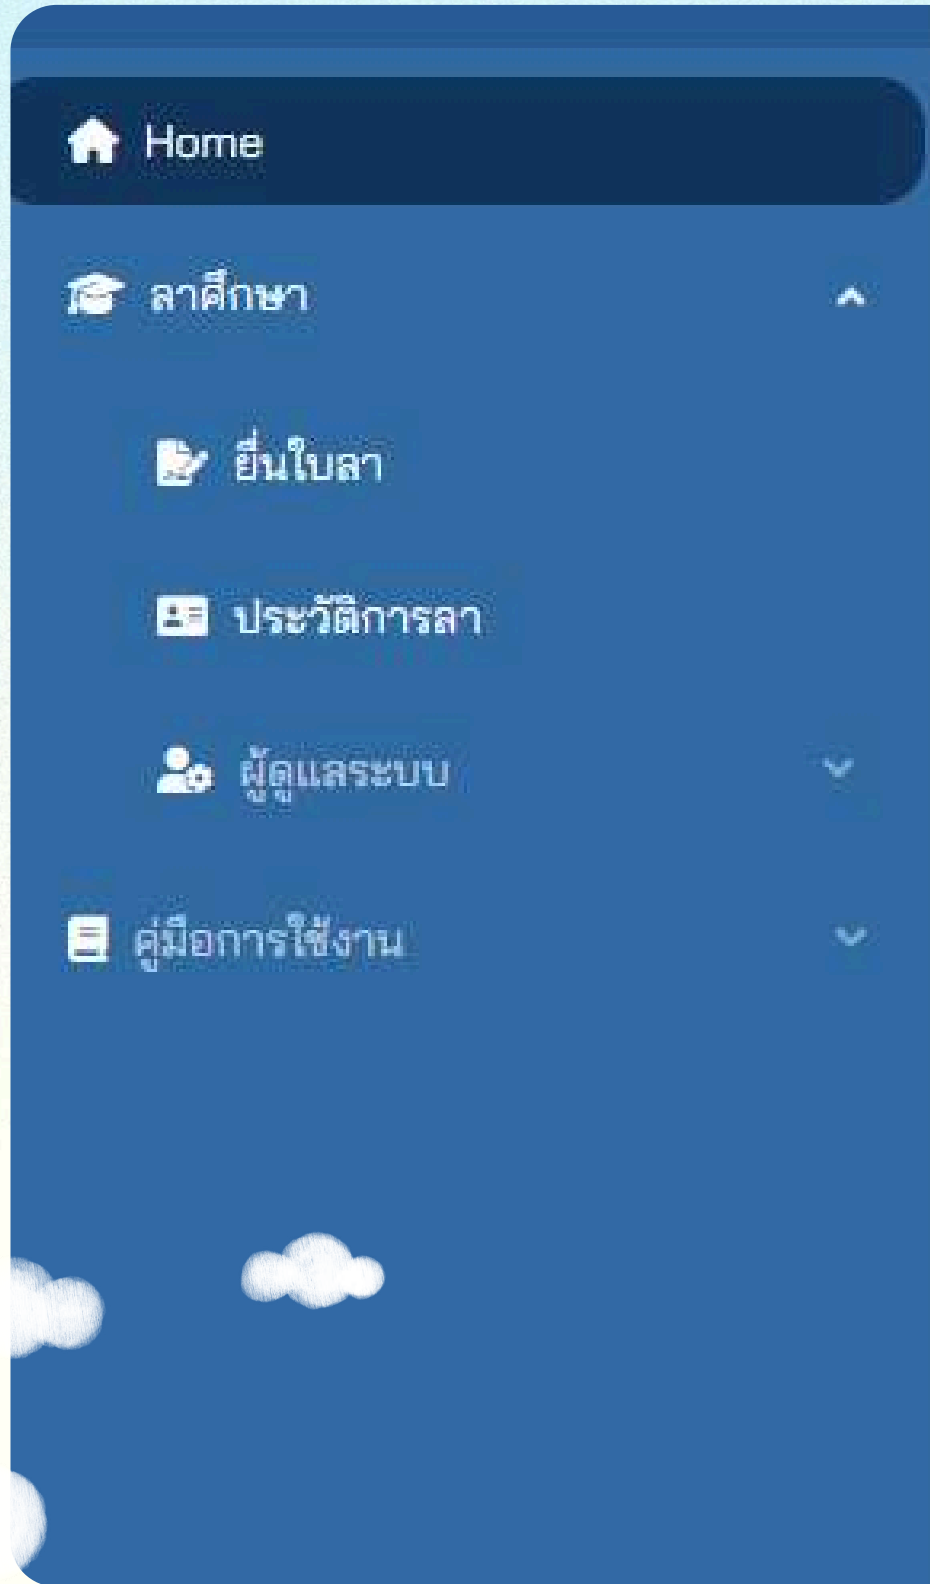 Home
ลาศึกษา
ยื่นใบลา
ประวัติการลา
ผู้ดูแลระบบ
คู่มือการใช้งาน